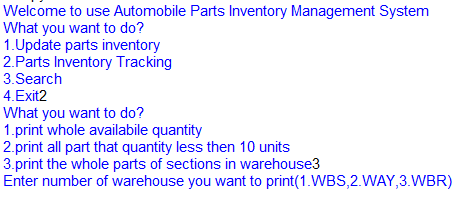 Welcome to use Automobile Parts Inventory Management System
What you want to do?
1.Update parts inventory
2.Parts Inventory Tracking
3.Search
4.Exit2
What you want to do?
1.print whole availabile quantity
2.print all part that quantity less then 10 units
3.print the whole parts of sections in warehouse3
Enter number of warehouse you want to print(1.WBS,2.WAY,3.WBR)